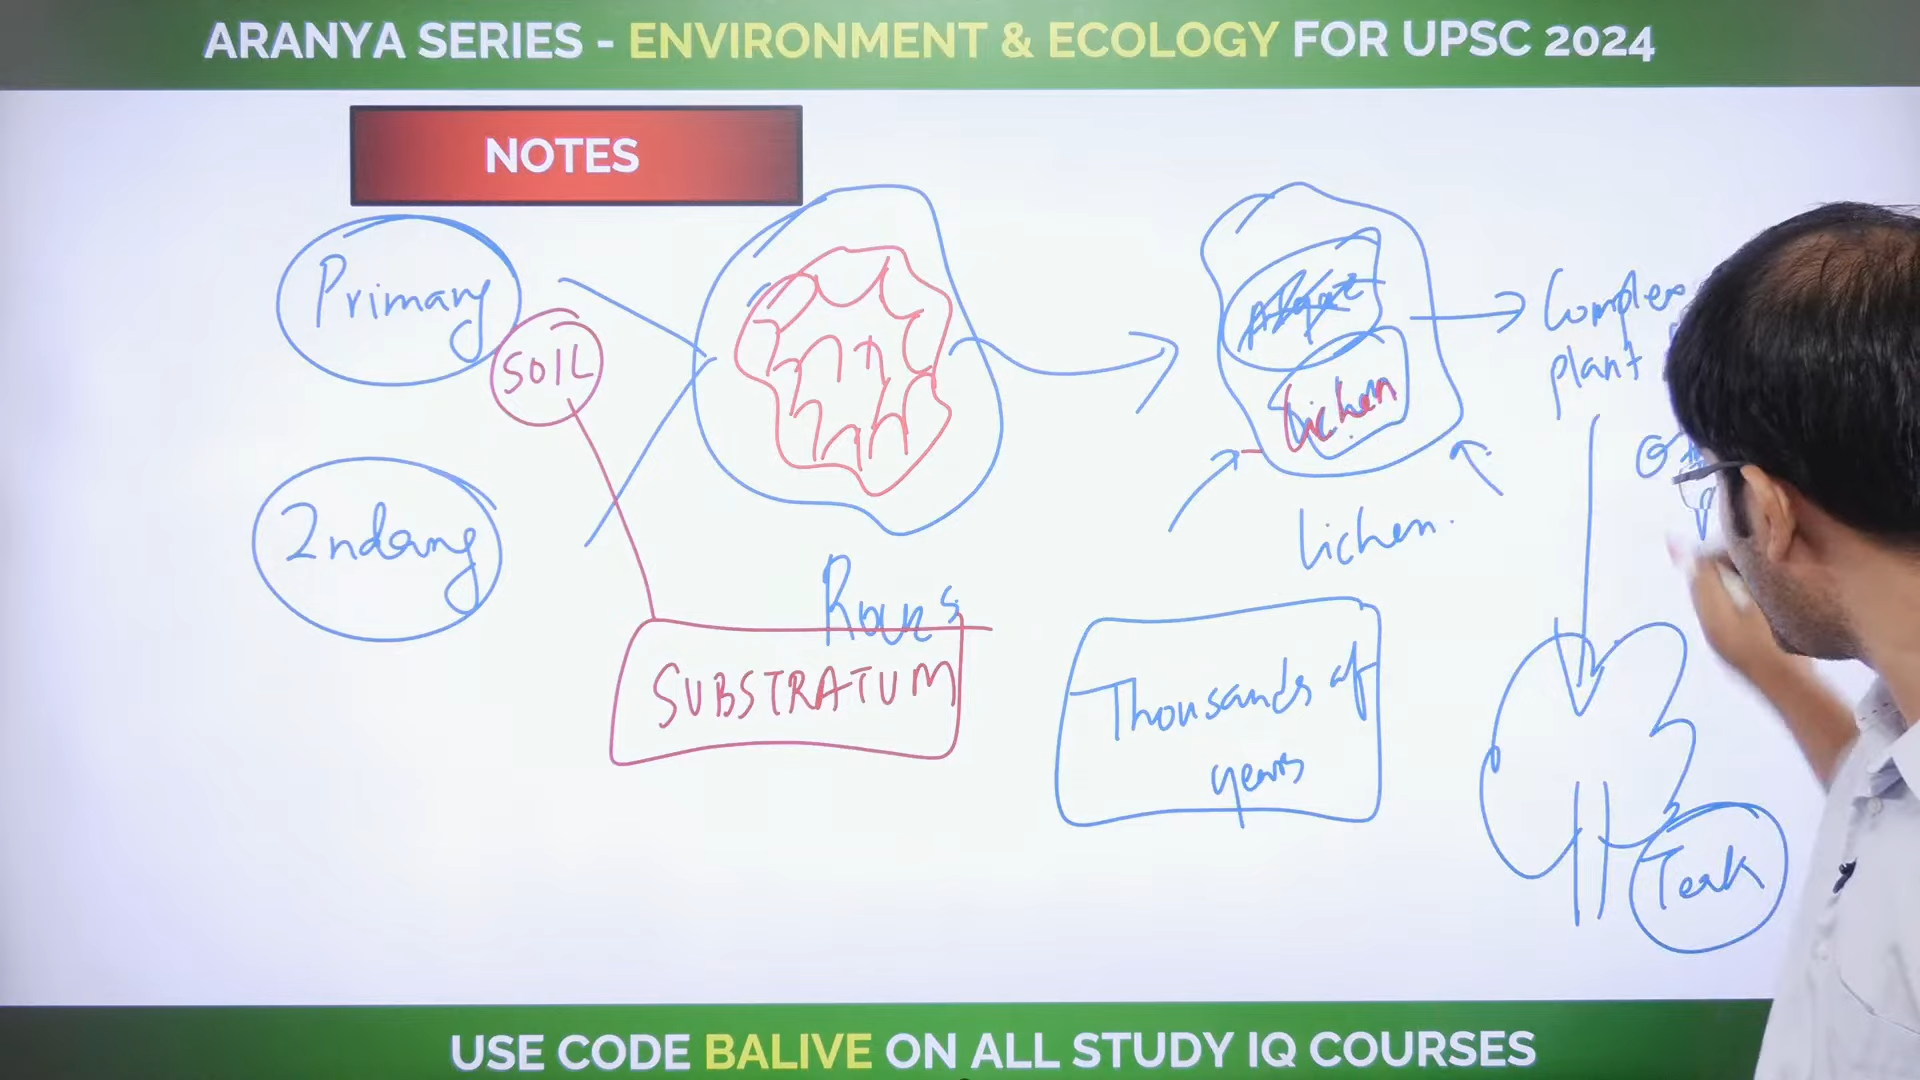 ARANYA SERIES - ENVIRONMENT & ECOLOGY FOR UPSC 2024
NOTES
Primary
SOIL
2ndary
Rocks
SUBSTRATUM
Lichen
Lichen.
Thousands of
years
Complex
plant
Teak
USE CODE BALIVE ON ALL STUDY IQ COURSES